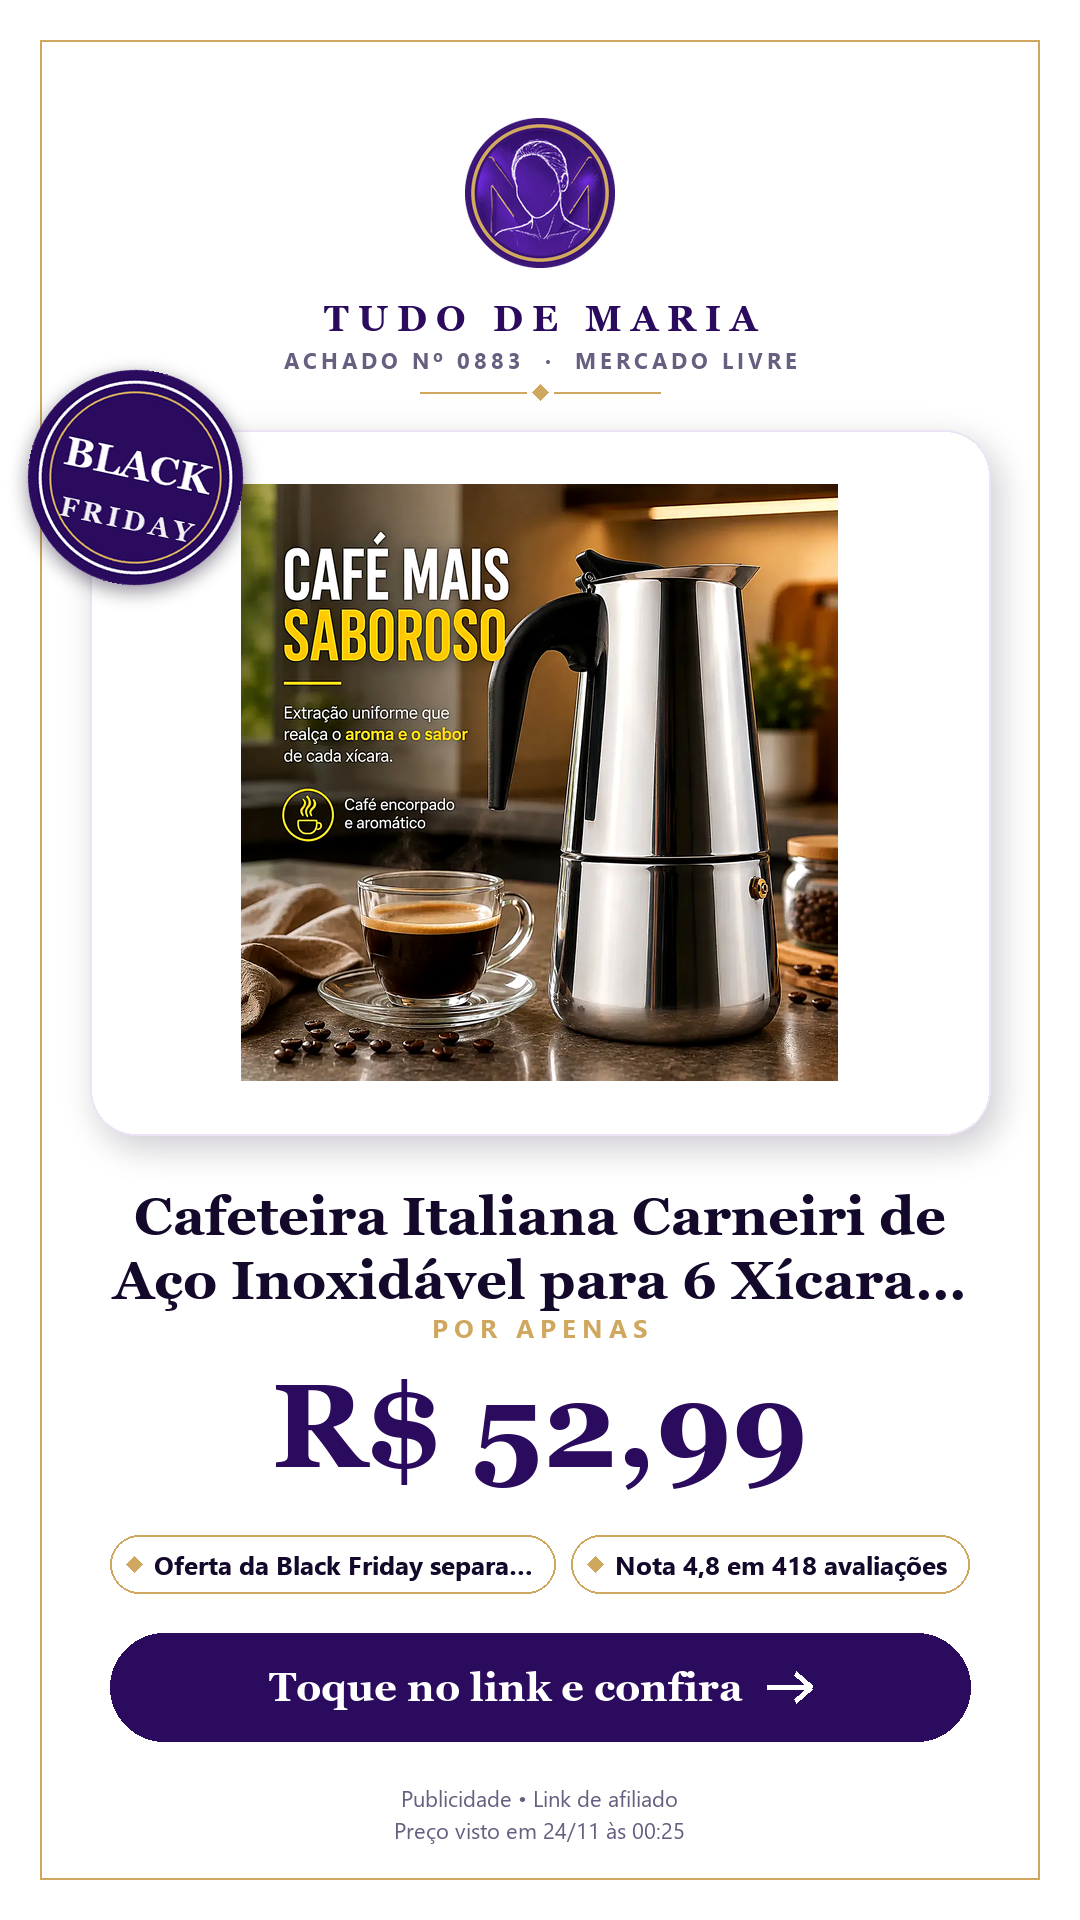 TUDO DE MARIA
ACHADO Nº 0883 · MERCADO LIVRE
BLACK
FRIDAY
CAFÉ MAIS
SABOROSO
Extração uniforme que
realça o aroma e o sabor
de cada xícara.
Café encorpado
e aromático
Cafeteira Italiana Carneiri de
Aço Inoxidável para 6 Xícara...
POR APENAS
R$ 52,99
Oferta da Black Friday separa...
Nota 4,8 em 418 avaliações
Toque no link e confira →
Publicidade • Link de afiliado
Preço visto em 24/11 às 00:25